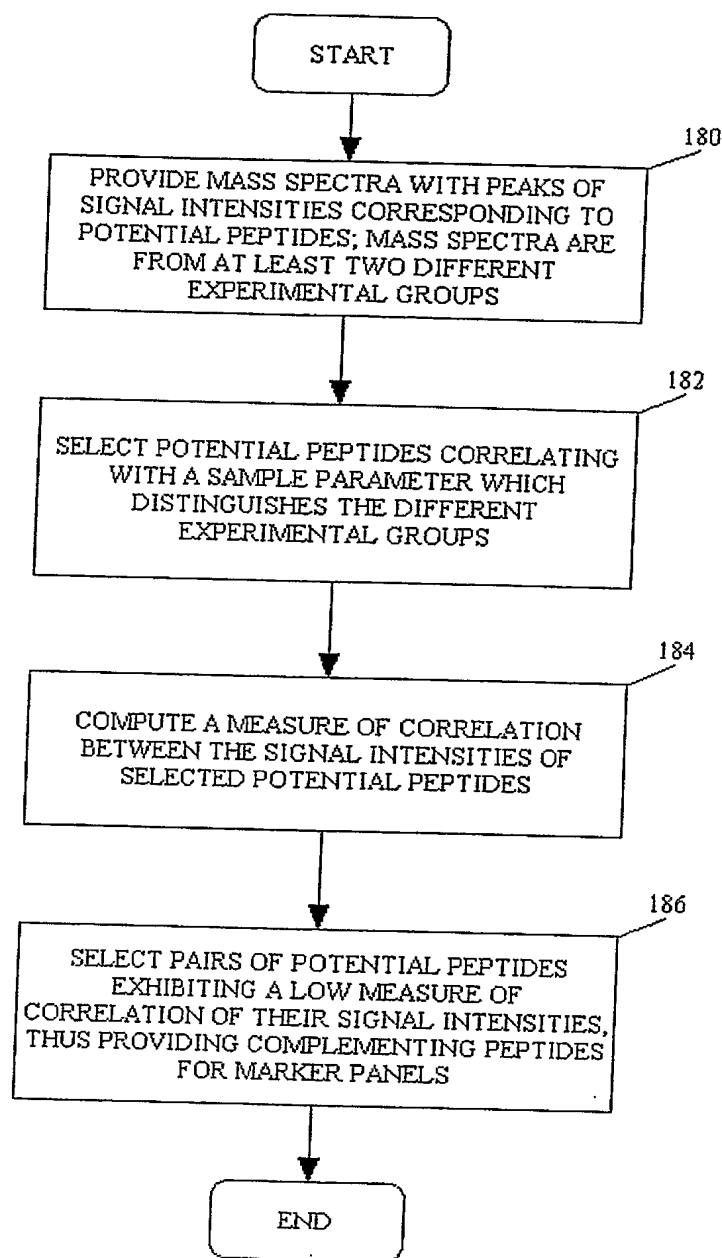 START
180
PROVIDE MASS SPECTRA WITH PEAKS OF
SIGNAL INTENSITIES CORRESPONDING TO
POTENTIAL PEPTIDES; MASS SPECTRA ARE
FROM AT LEAST TWO DIFFERENT
EXPERIMENTAL GROUPS
182
SELECT POTENTIAL PEPTIDES CORRELATING
WITH A SAMPLE PARAMETER WHICH
DISTINGUISHES THE DIFFERENT
EXPERIMENTAL GROUPS
184
COMPUTE A MEASURE OF CORRELATION
BETWEEN THE SIGNAL INTENSITIES OF
SELECTED POTENTIAL PEPTIDES
186
SELECT PAIRS OF POTENTIAL PEPTIDES
EXHIBITING A LOW MEASURE OF
CORRELATION OF THEIR SIGNAL INTENSITIES,
THUS PROVIDING COMPLEMENTING PEPTIDES
FOR MARKER PANELS
END